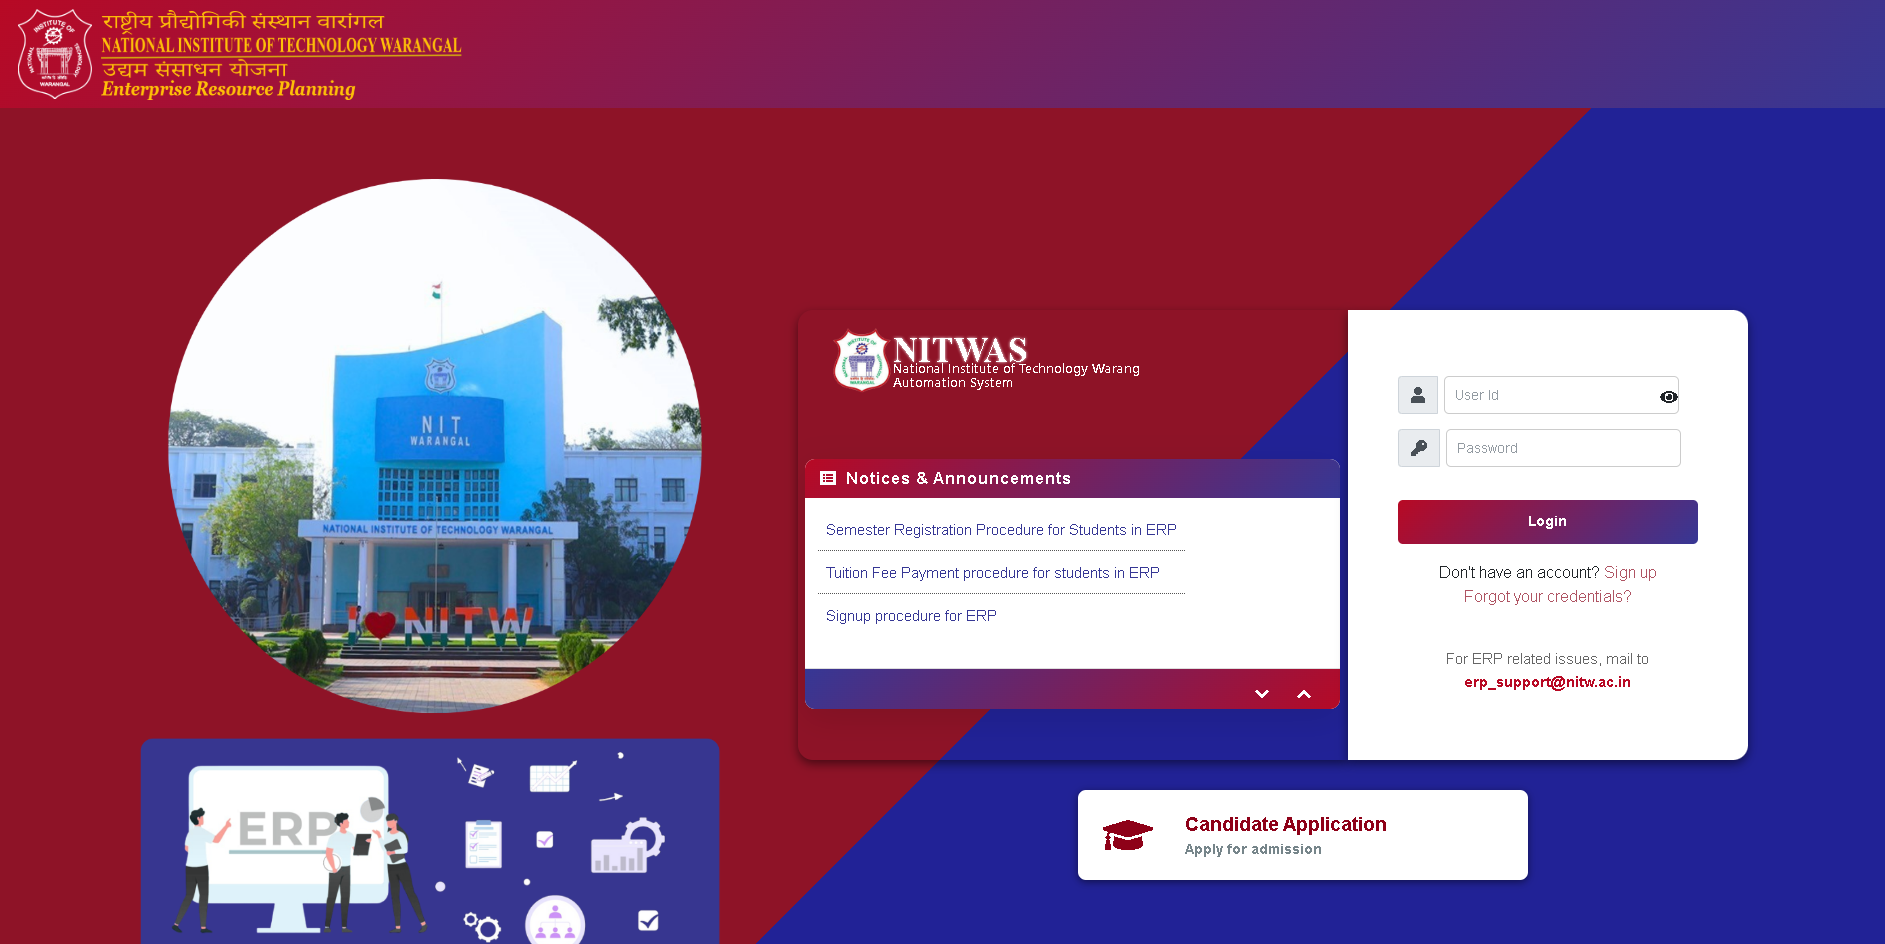 राष्ट्रीय प्रौद्योगिकी संस्थान वारांगल
NATIONAL INSTITUTE OF TECHNOLOGY WARANGAL
उद्यम संसाधन योजना
Enterprise Resource Planning
NIT
WARANGAL
NATIONAL INSTITUTE OF TECHNOLOGY WARANGAL
I NITW
ERP
NITWAS
National Institute of Technology Warang
Automation System
Notices & Announcements
Semester Registration Procedure for Students in ERP
Tuition Fee Payment procedure for students in ERP
Signup procedure for ERP
User Id
Password
Login
Don't have an account? Sign up
Forgot your credentials?
For ERP related issues, mail to
erp_support@nitw.ac.in
Candidate Application
Apply for admission